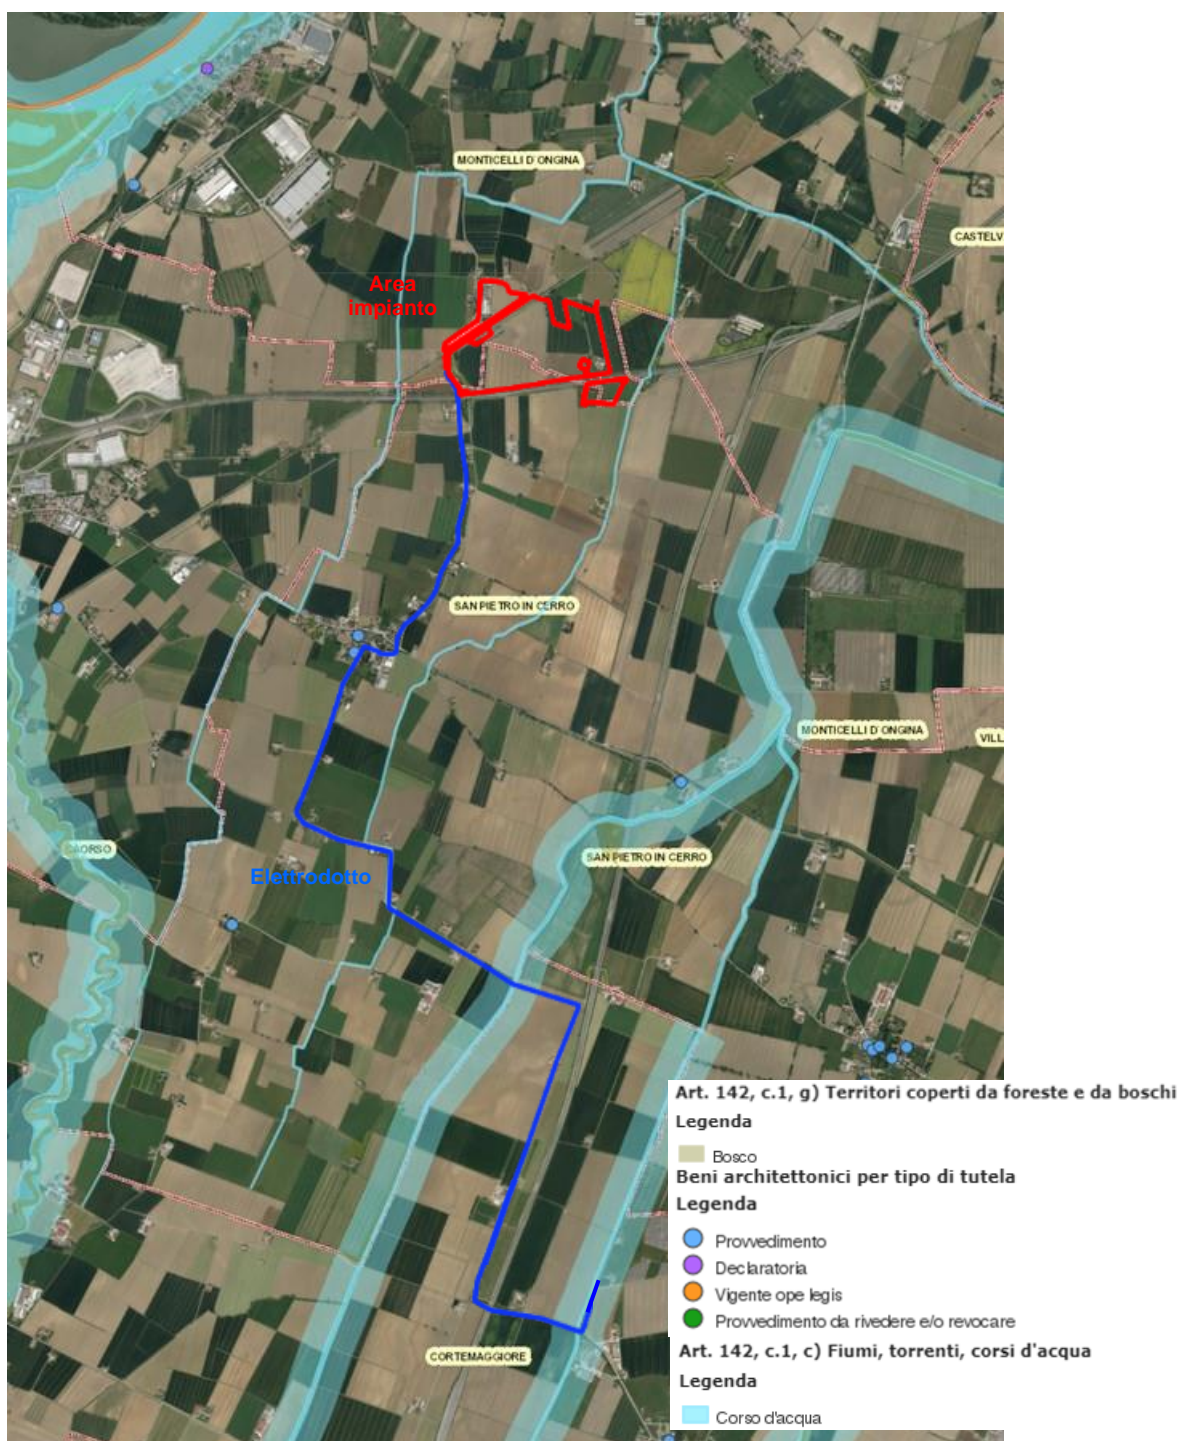 MONTICELLI D'ONGINA
CASTELV
Area
impianto
SAN PIETRO IN CERRO
MONTICELLI D'ONGINA
VILL
CAORSO
SAN PIETRO IN CERRO
Elettrodotto
CORTEMAGGIORE
Art. 142, c.1, g) Territori coperti da foreste e da boschi
Legenda
Bosco
Beni architettonici per tipo di tutela
Legenda
Provvedimento
Declaratoria
Vigente ope legis
Provvedimento da rivedere e/o revocare
Art. 142, c.1, c) Fiumi, torrenti, corsi d'acqua
Legenda
Corso d'acqua